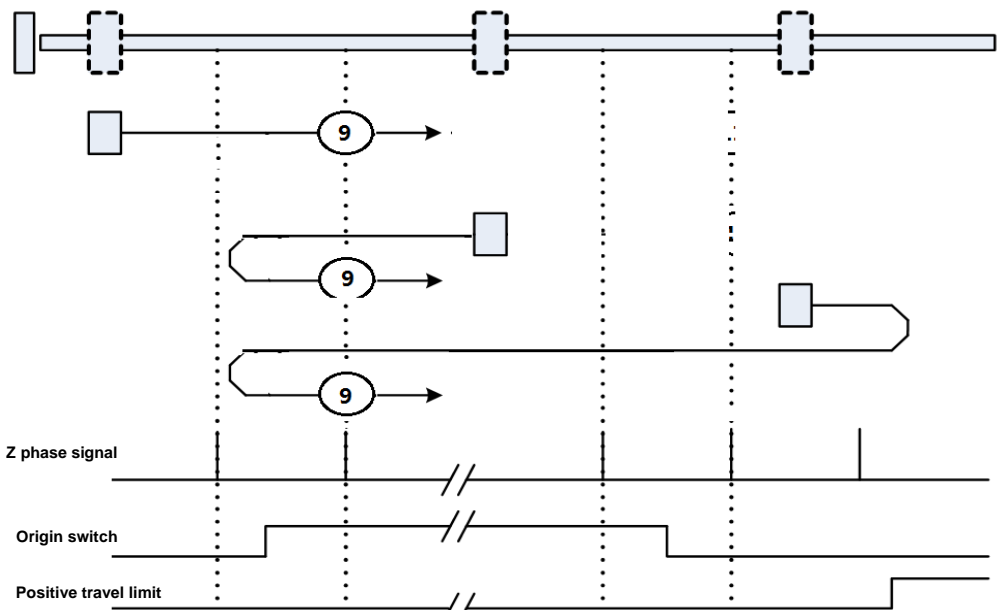 9
9
9
Z phase signal
Origin switch
Positive travel limit